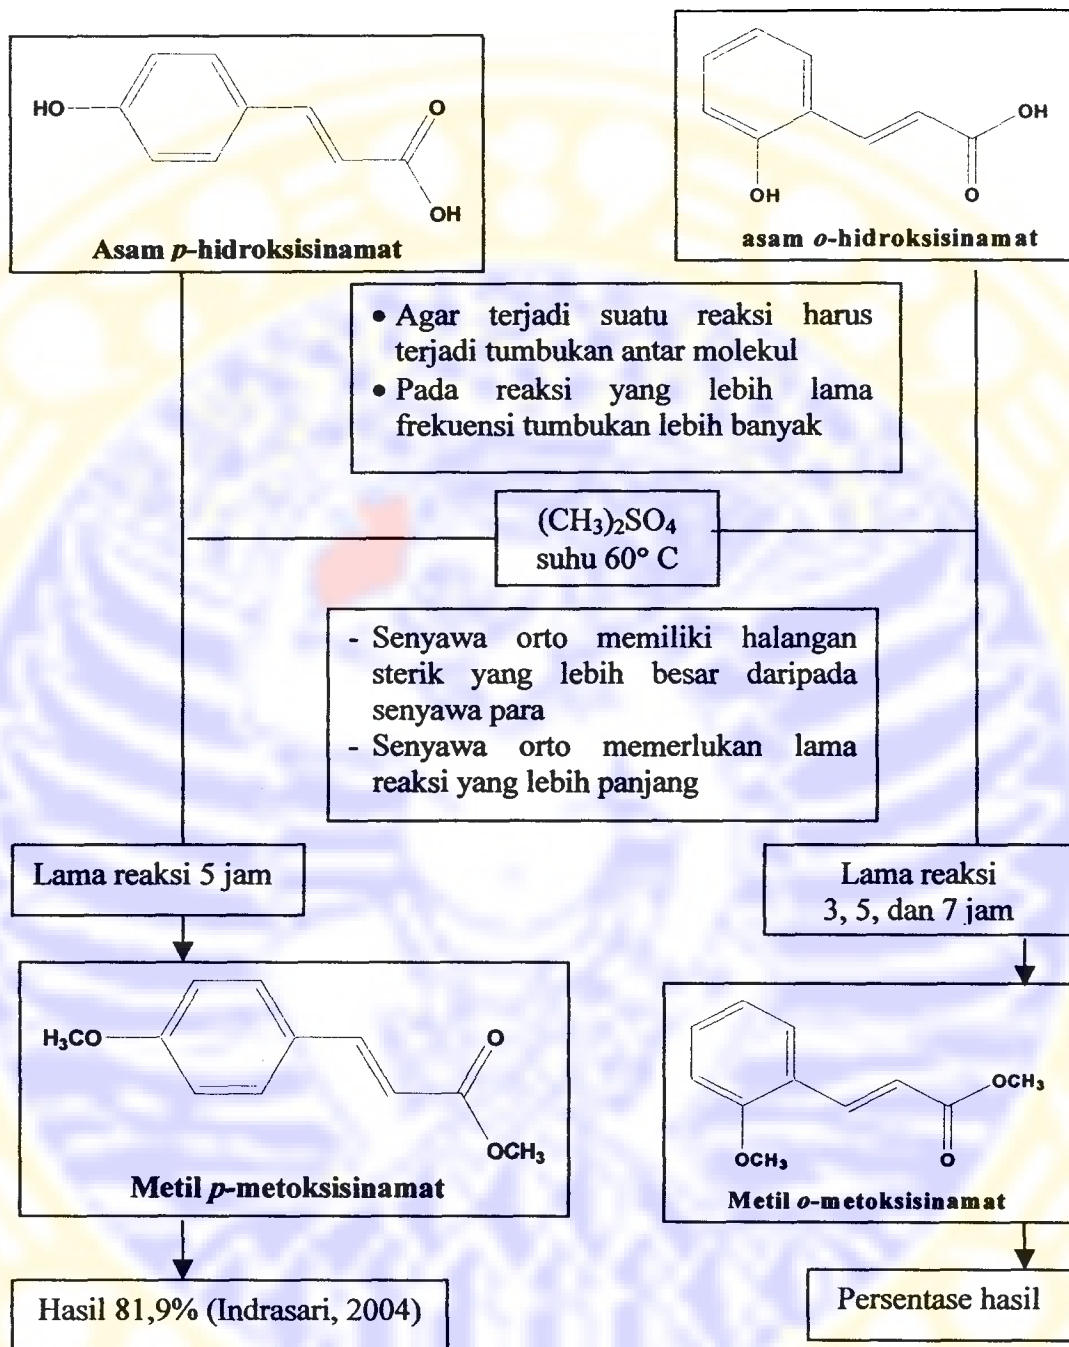 HO
O
OH
Asam p-hidroksisinamat
OH
O
OH
asam o-hidroksisinamat
• Agar terjadi suatu reaksi harus
terjadi tumbukan antar molekul
• Pada reaksi yang lebih lama
frekuensi tumbukan lebih banyak
(CH₃)₂SO₄
suhu 60° C
- Senyawa orto memiliki halangan
sterik yang lebih besar daripada
senyawa para
- Senyawa orto memerlukan lama
reaksi yang lebih panjang
Lama reaksi 5 jam
Lama reaksi
3, 5, dan 7 jam
H₃CO
O
OCH₃
Metil p-metoksisinamat
OCH₃
OCH₃
O
Metil o-metoksisinamat
Hasil 81,9% (Indrasari, 2004)
Persentase hasil